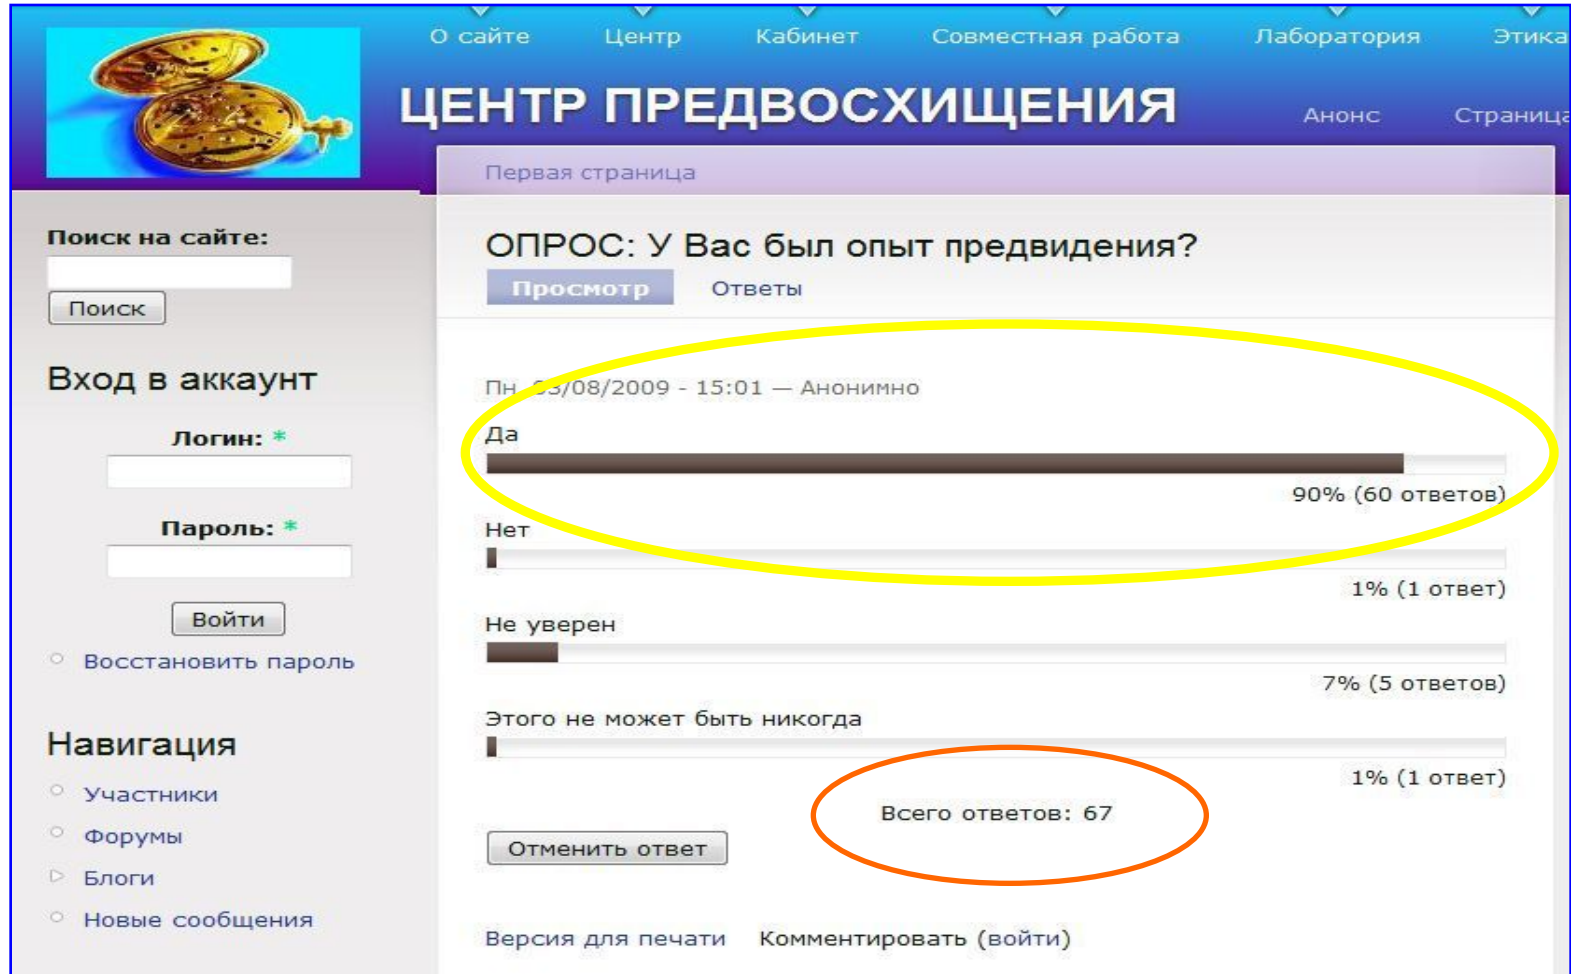 О сайте Центр Кабинет Совместная работа Лаборатория Этика
ЦЕНТР ПРЕДВОСХИЩЕНИЯ
Анонс Страница
Первая страница
Поиск на сайте:
Поиск
Вход в аккаунт
Логин: *
Пароль: *
Войти
Восстановить пароль
Навигация
Участники
Форумы
Блоги
Новые сообщения
ОПРОС: У Вас был опыт предвидения?
Просмотр Ответы
Пн, 03/08/2009 - 15:01 — Анонимно
Да
90% (60 ответов)
Нет
1% (1 ответ)
Не уверен
7% (5 ответов)
Этого не может быть никогда
1% (1 ответ)
Всего ответов: 67
Отменить ответ
Версия для печати Комментировать (войти)